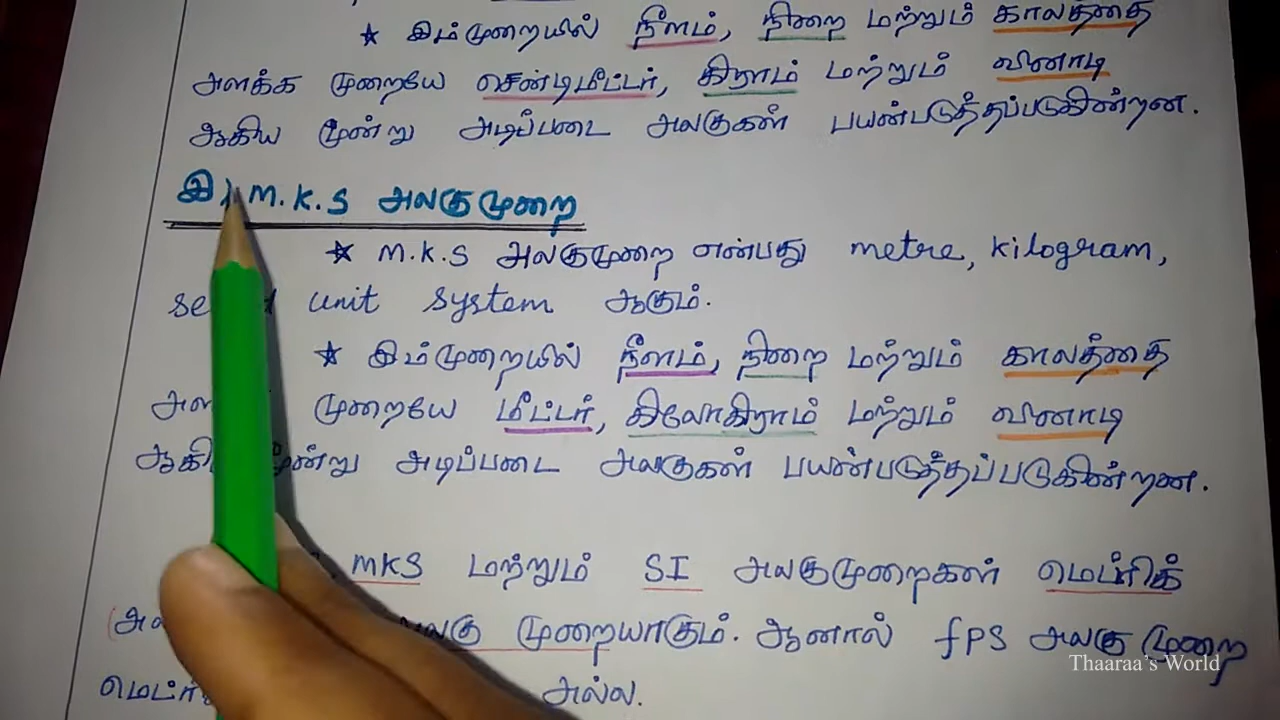 ★ இம்முறையில் நீளம், நிறை மற்றும் காலத்தை
அளக்க முறையே சென்டிமீட்டர், கிராம் மற்றும் வினாடி
ஆகிய மூன்று அடிப்படை அலகுகள் பயன்படுத்தப்படுகின்றன.
இ) M.K.S அலகுமுறை
★ M.K.S அலகுமுறை என்பது metre, kilogram,
unit system ஆகும்.
★ இம்முறையில் நீளம், நிறை மற்றும் காலத்தை
முறையே மீட்டர், கிலோகிராம் மற்றும் வினாடி
அடிப்படை அலகுகள் பயன்படுத்தப்படுகின்றன.
MKS மற்றும் SI அலகுமுறைகள் மெட்ரிக்
அலகு முறையாகும். ஆனால் FPS அலகு முறை
அல்ல.
Thaaraa's World